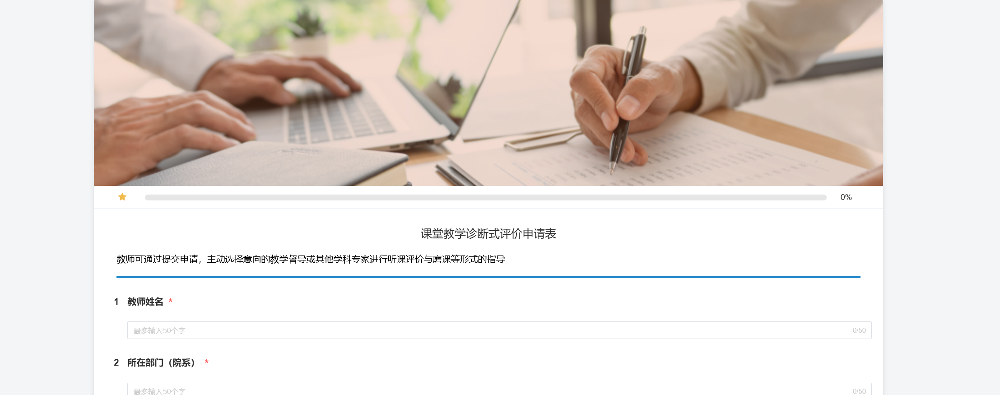 0%
课堂教学诊断式评价申请表
教师可通过提交申请，主动选择意向的教学督导或其他学科专家进行听课评价与磨课等形式的指导
1 教师姓名 *
最多输入50个字 0/50
2 所在部门（院系） *
最多输入50个字 0/50